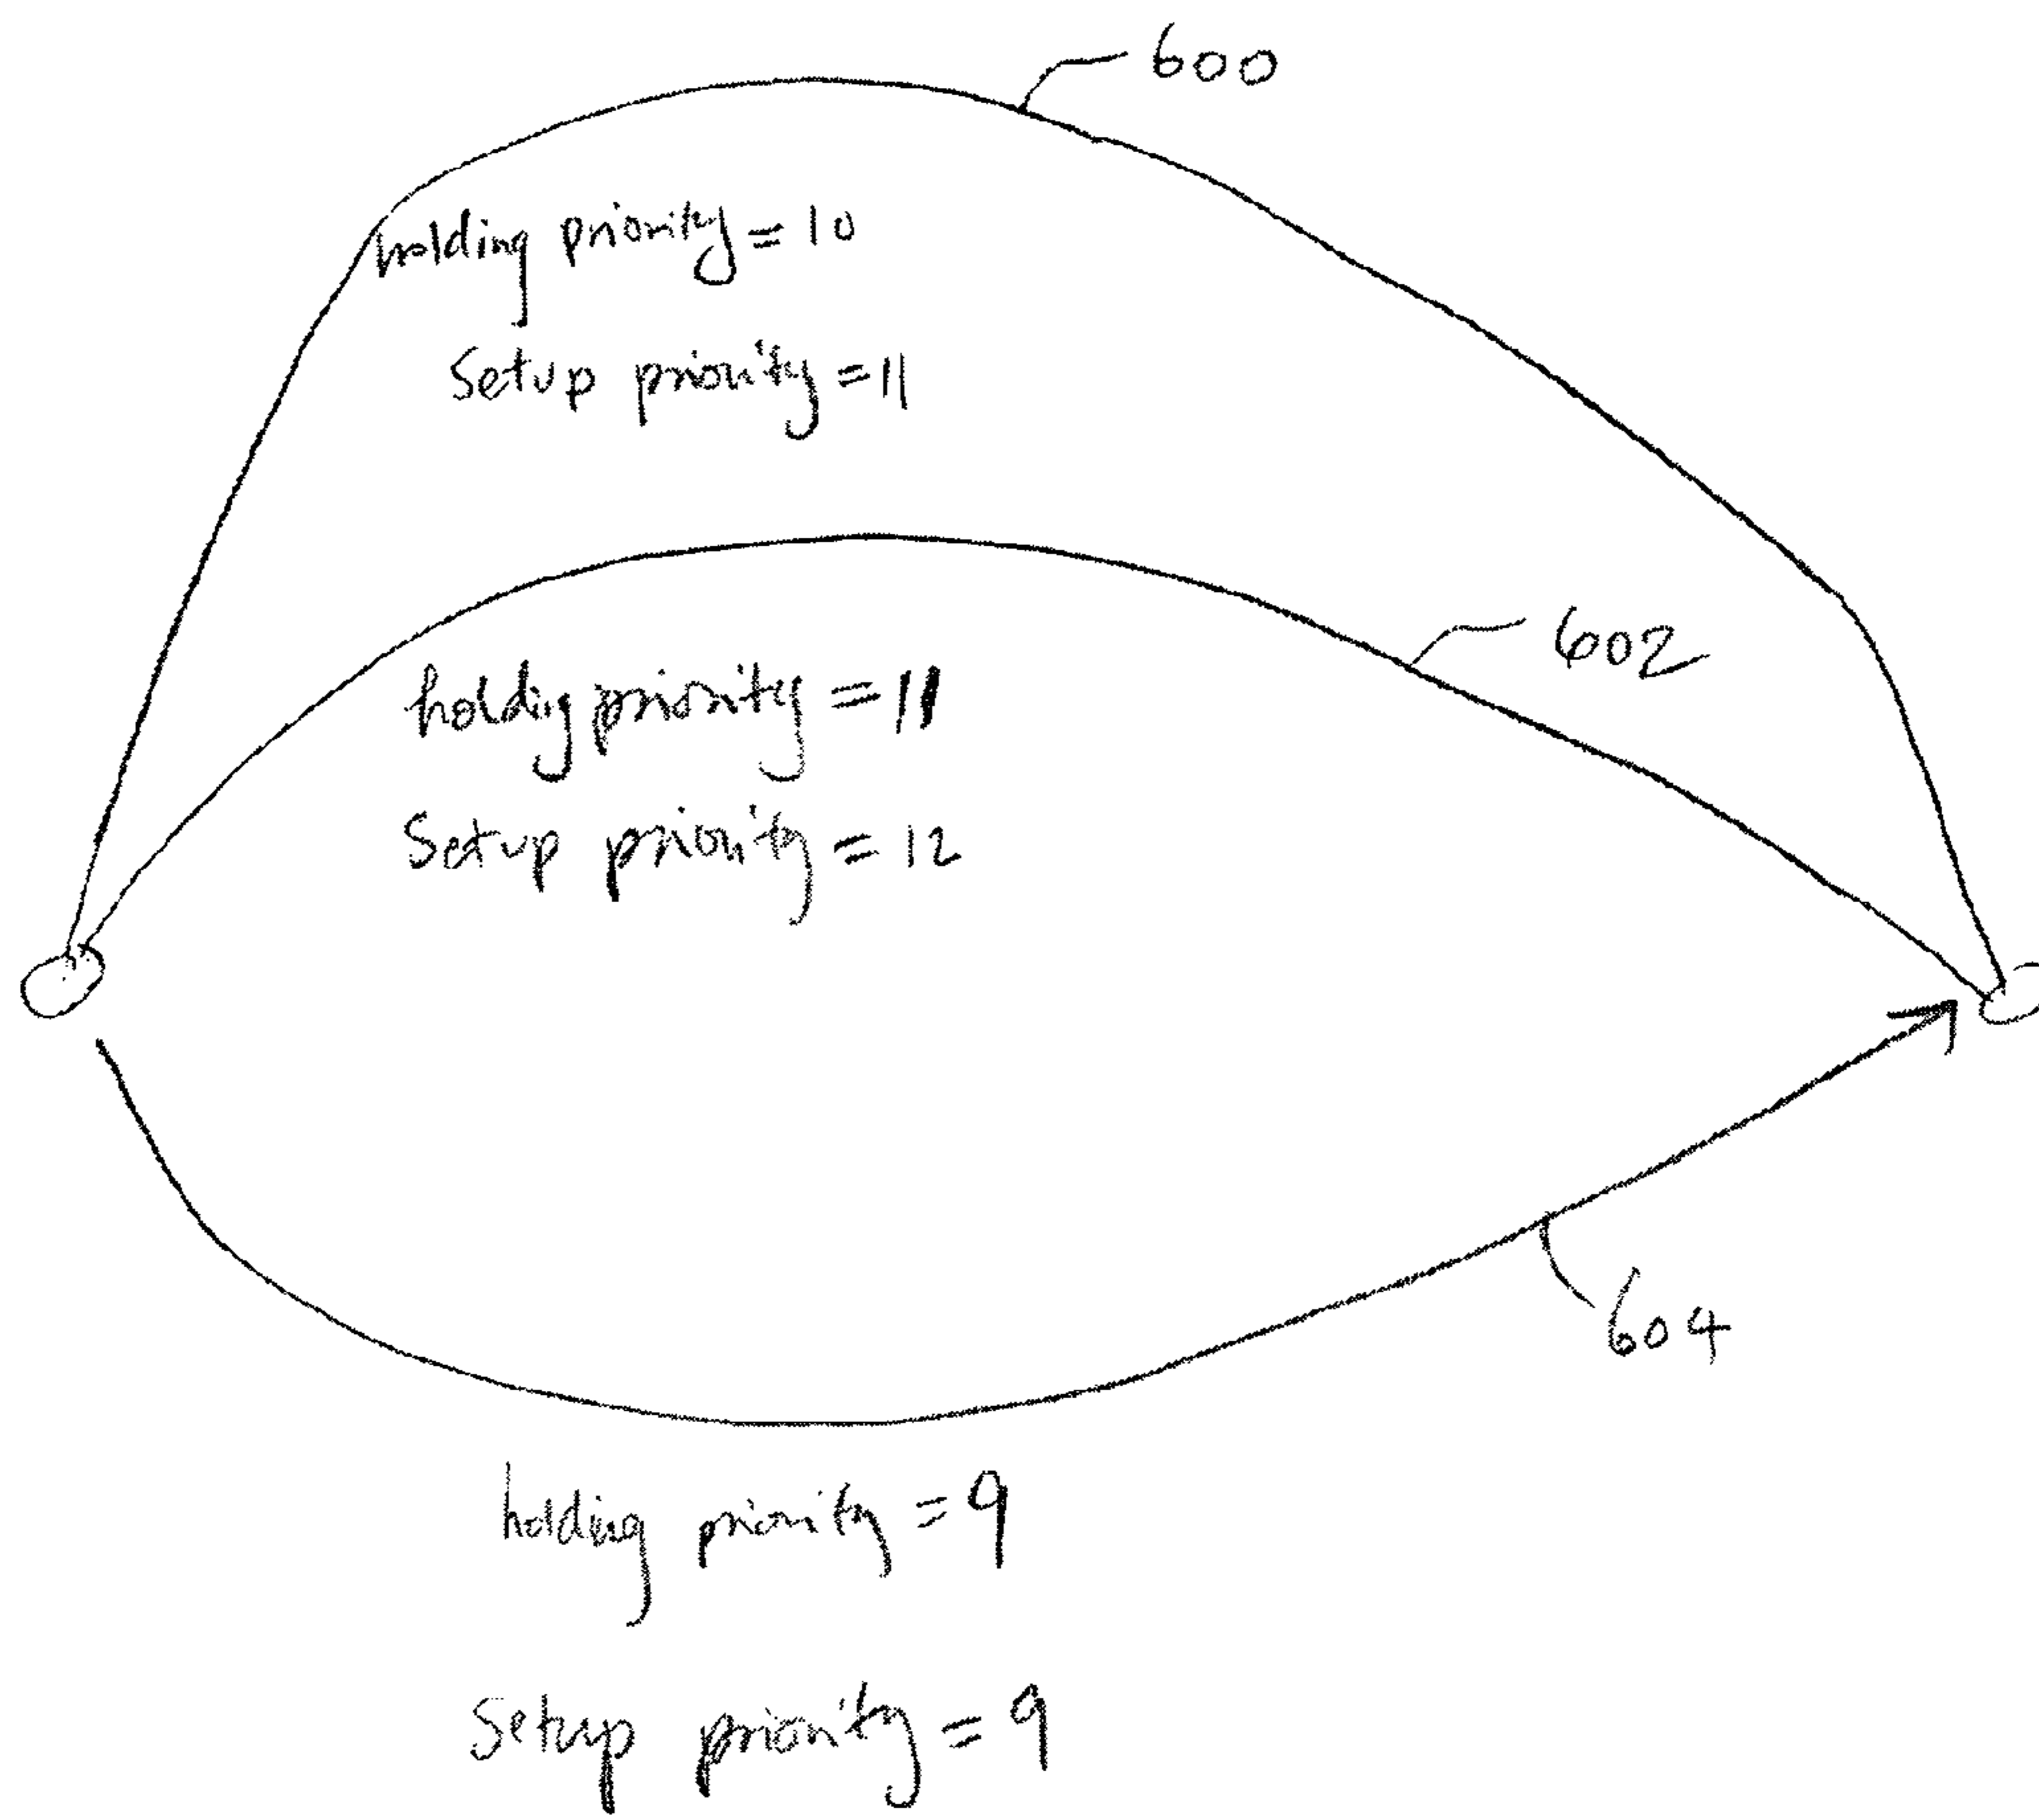 600
holding priority = 10
Setup priority = 11
602
holding priority = 11
Setup priority = 12
604
holding priority = 9
Setup priority = 9